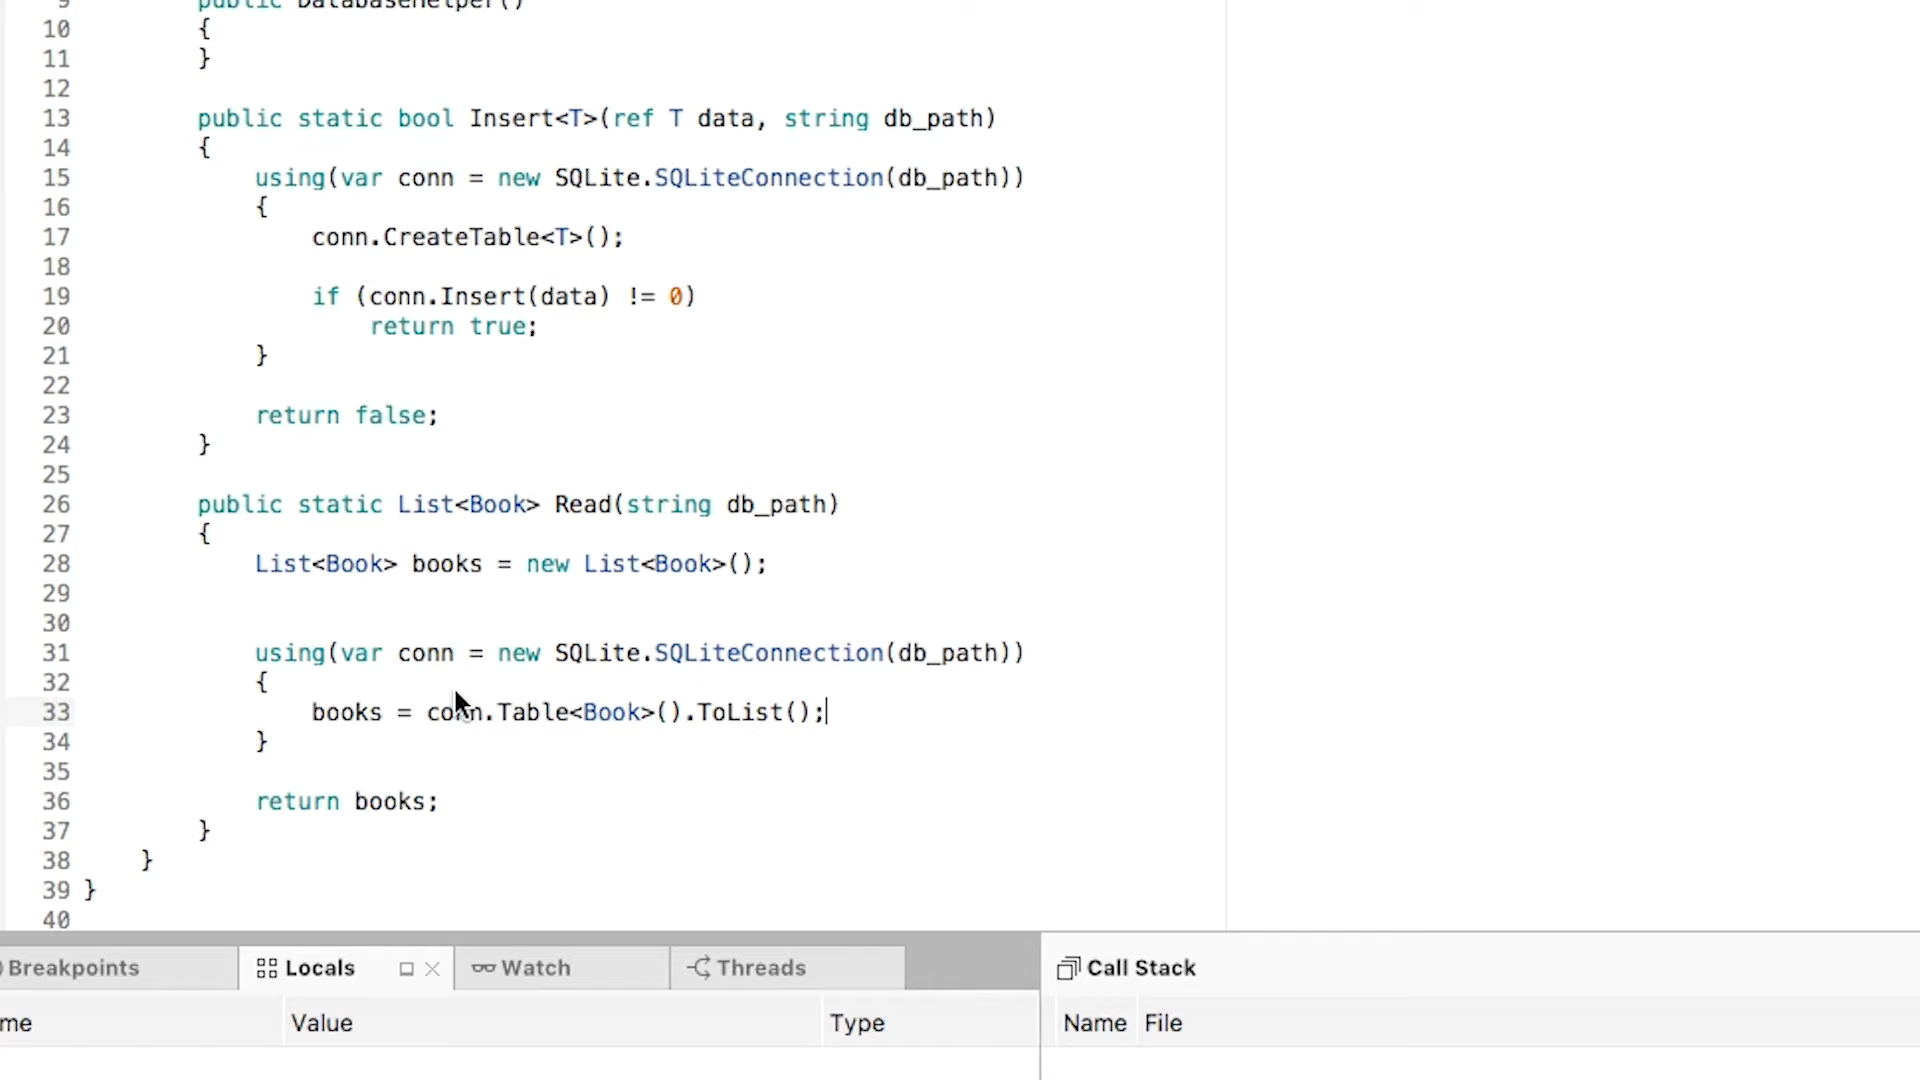 9 public DatabaseHelper()
10 {
11 }
12
13 public static bool Insert<T>(ref T data, string db_path)
14 {
15 using(var conn = new SQLite.SQLiteConnection(db_path))
16 {
17 conn.CreateTable<T>();
18
19 if (conn.Insert(data) != 0)
20 return true;
21 }
22
23 return false;
24 }
25
26 public static List<Book> Read(string db_path)
27 {
28 List<Book> books = new List<Book>();
29
30
31 using(var conn = new SQLite.SQLiteConnection(db_path))
32 {
33 books = conn.Table<Book>().ToList();
34 }
35
36 return books;
37 }
38 }
39 }
40
Breakpoints Locals Watch Threads Call Stack
me Value Type Name File